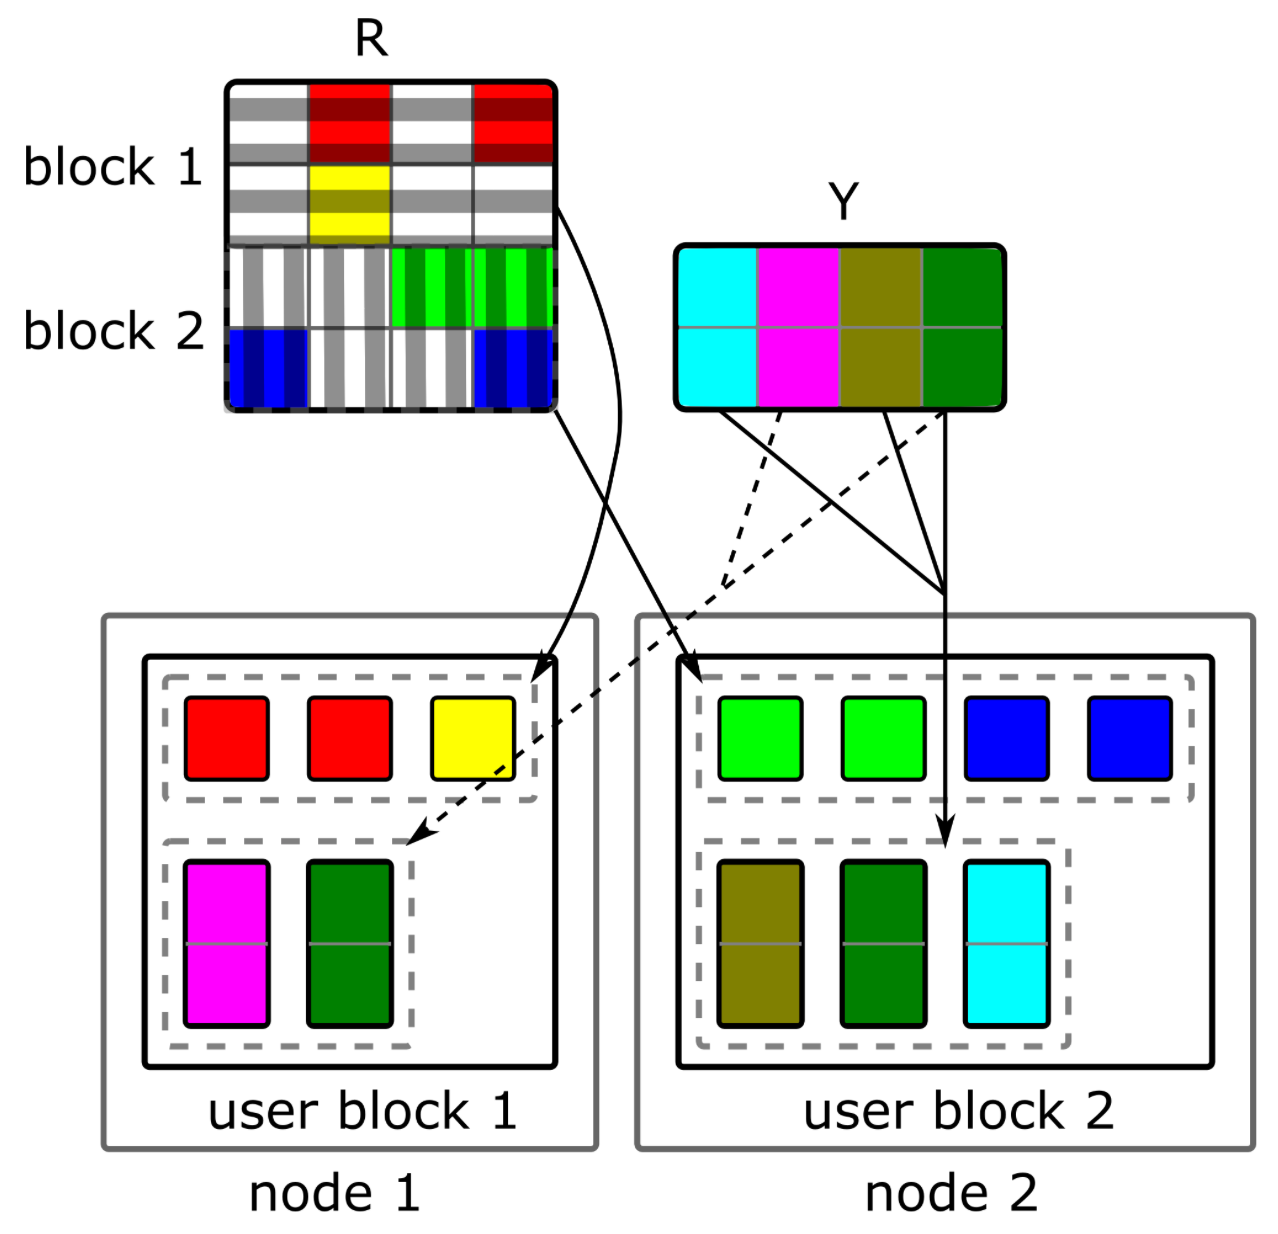 R
block 1
Y
block 2
user block 1
user block 2
node 1
node 2